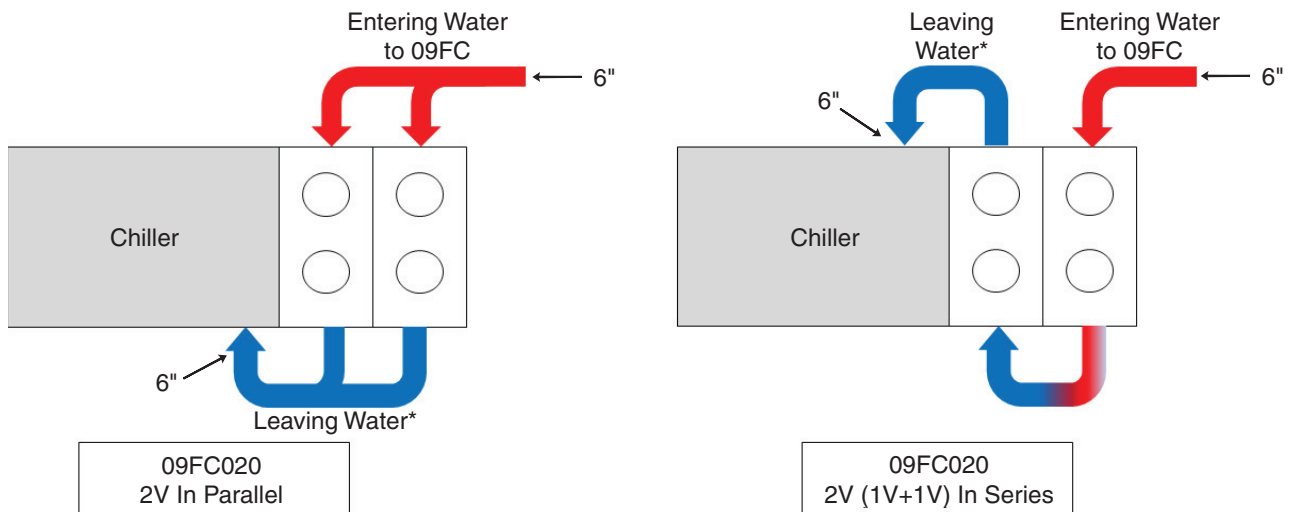 Entering Water
to 09FC
6"
Chiller
6"
Leaving Water*
09FC020
2V In Parallel
Leaving
Water*
Entering Water
to 09FC
6"
6"
Chiller
09FC020
2V (1V+1V) In Series